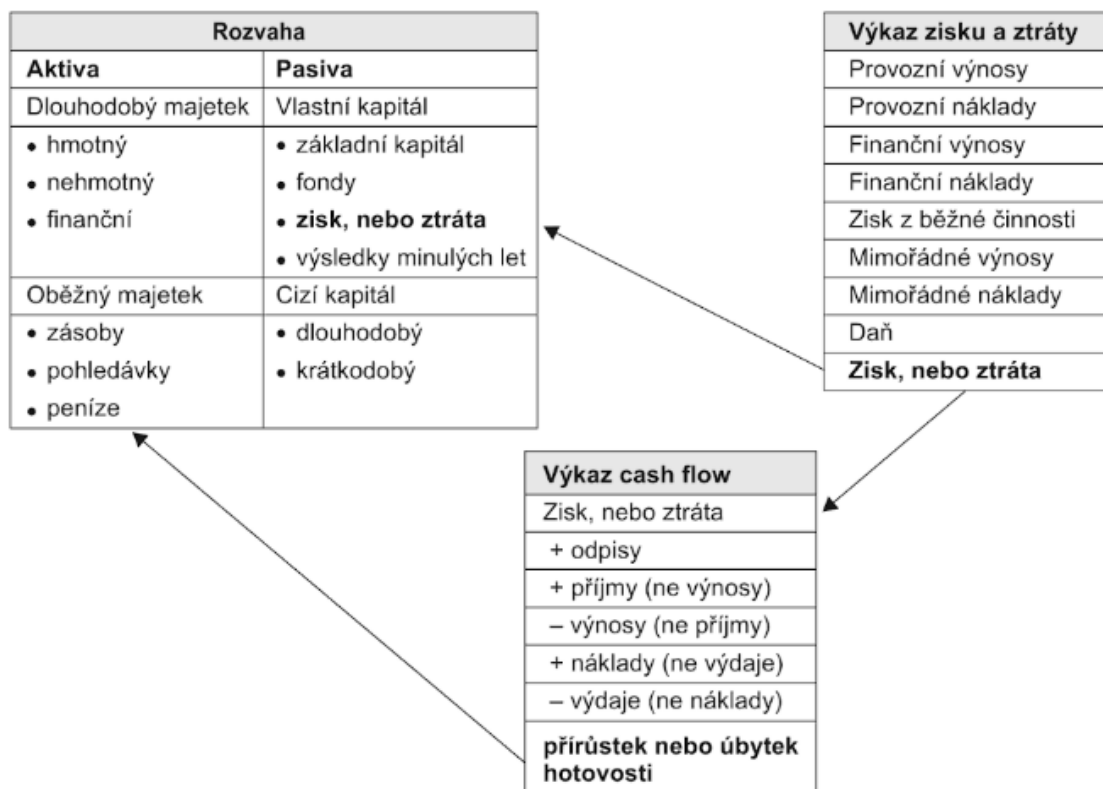 Rozvaha
Aktiva
Pasiva
Dlouhodobý majetek
Vlastní kapitál
• hmotný
• základní kapitál
• nehmotný
• fondy
• finanční
• zisk, nebo ztráta
• výsledky minulých let
Oběžný majetek
Cizí kapitál
• zásoby
• dlouhodobý
• pohledávky
• krátkodobý
• peníze
Výkaz zisku a ztráty
Provozní výnosy
Provozní náklady
Finanční výnosy
Finanční náklady
Zisk z běžné činnosti
Mimořádné výnosy
Mimořádné náklady
Daň
Zisk, nebo ztráta
Výkaz cash flow
Zisk, nebo ztráta
+ odpisy
+ příjmy (ne výnosy)
– výnosy (ne příjmy)
+ náklady (ne výdaje)
– výdaje (ne náklady)
přírůstek nebo úbytek
hotovosti